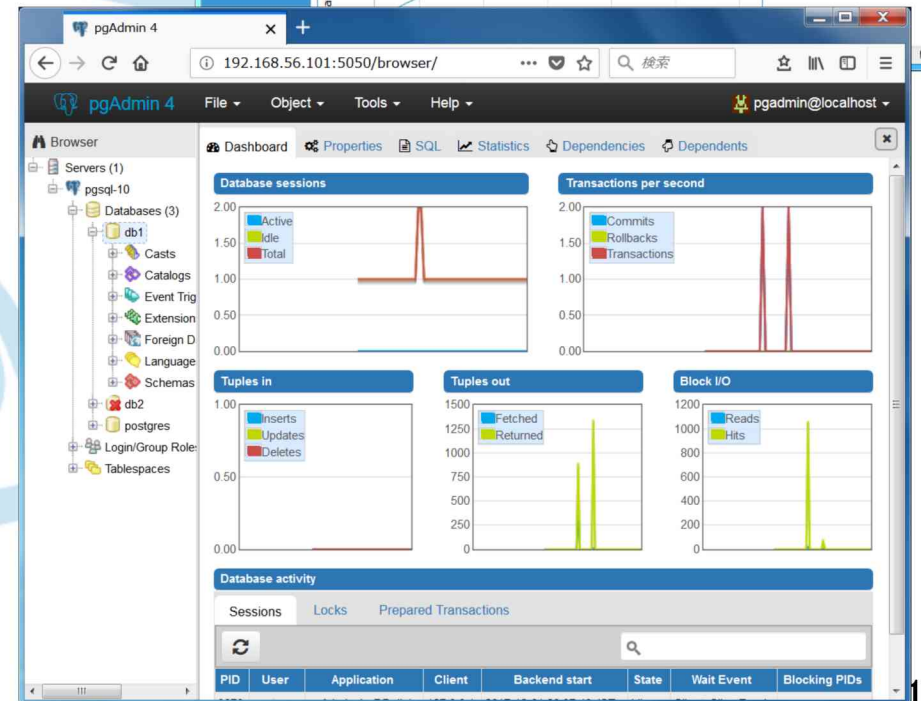 pgAdmin 4
192.168.56.101:5050/browser/
検索
pgAdmin 4 File Object Tools Help pgadmin@localhost
Browser
Dashboard Properties SQL Statistics Dependencies Dependents
Servers (1)
pgsql-10
Databases (3)
db1
Casts
Catalogs
Event Trig
Extension
Foreign D
Language
Schemas
db2
postgres
Login/Group Role
Tablespaces
Database sessions
2.00
1.50
1.00
0.50
0.00
Active
Idle
Total
Transactions per second
2.00
1.50
1.00
0.50
0.00
Commits
Rollbacks
Transactions
Tuples in
1.00
0.50
0.00
Inserts
Updates
Deletes
Tuples out
1500
1250
1000
750
500
250
0
Fetched
Returned
Block I/O
1200
1000
800
600
400
200
0
Reads
Hits
Database activity
Sessions Locks Prepared Transactions
PID User Application Client Backend start State Wait Event Blocking PIDs
1